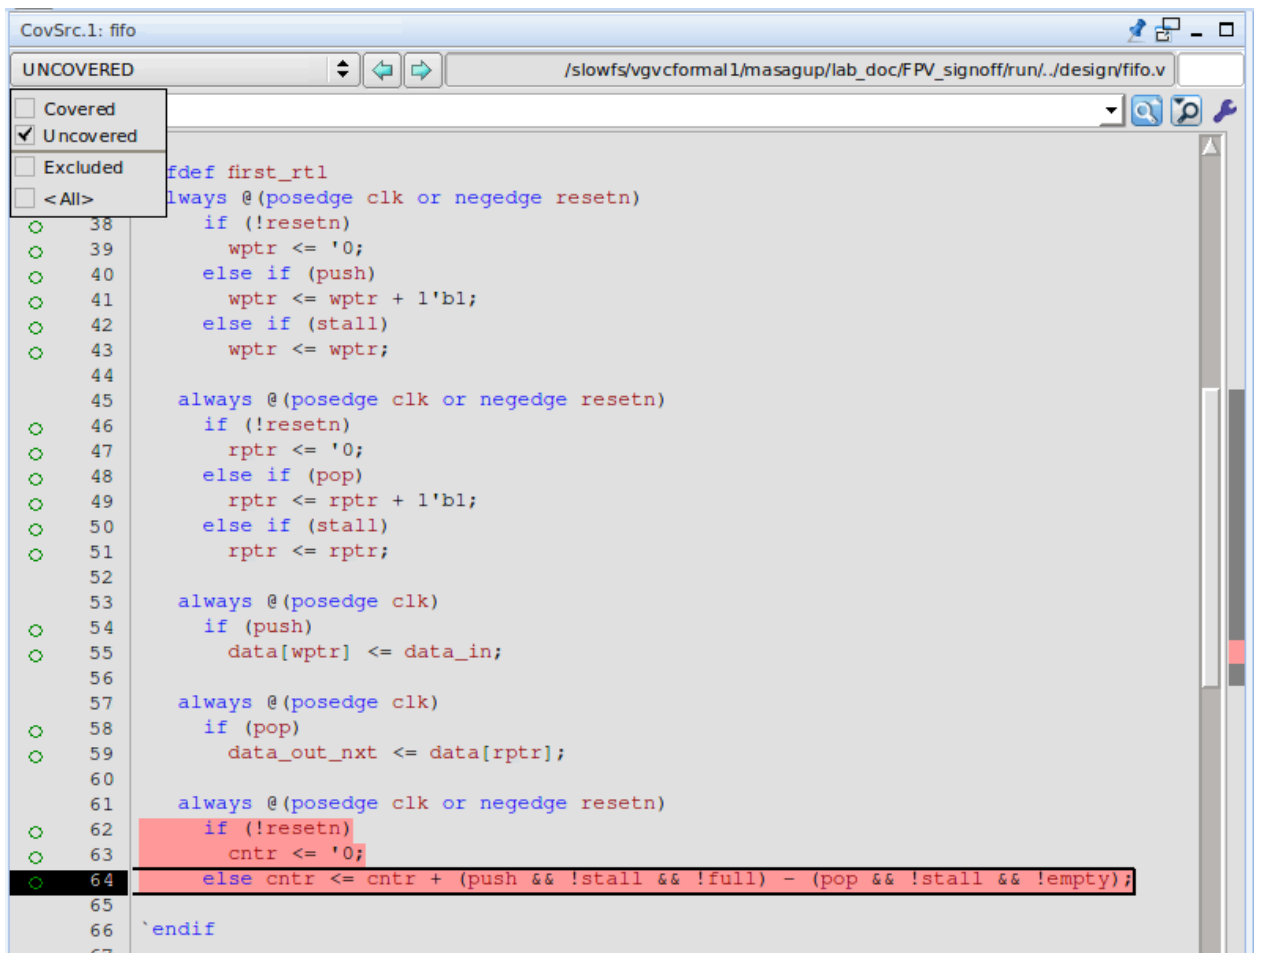 CovSrc.1: fifo
UNCOVERED
/slowfs/vgvcformal1/masagup/lab_doc/FPV_signoff/run/../design/fifo.v
Covered
Uncovered
Excluded
<All>
fdef first_rtl
lways @(posedge clk or negedge resetn)
38 if (!resetn)
39 wptr <= '0;
40 else if (push)
41 wptr <= wptr + 1'b1;
42 else if (stall)
43 wptr <= wptr;
44
45 always @(posedge clk or negedge resetn)
46 if (!resetn)
47 rptr <= '0;
48 else if (pop)
49 rptr <= rptr + 1'b1;
50 else if (stall)
51 rptr <= rptr;
52
53 always @(posedge clk)
54 if (push)
55 data[wptr] <= data_in;
56
57 always @(posedge clk)
58 if (pop)
59 data_out_nxt <= data[rptr];
60
61 always @(posedge clk or negedge resetn)
62 if (!resetn)
63 cntr <= '0;
64 else cntr <= cntr + (push && !stall && !full) - (pop && !stall && !empty);
65
66 `endif